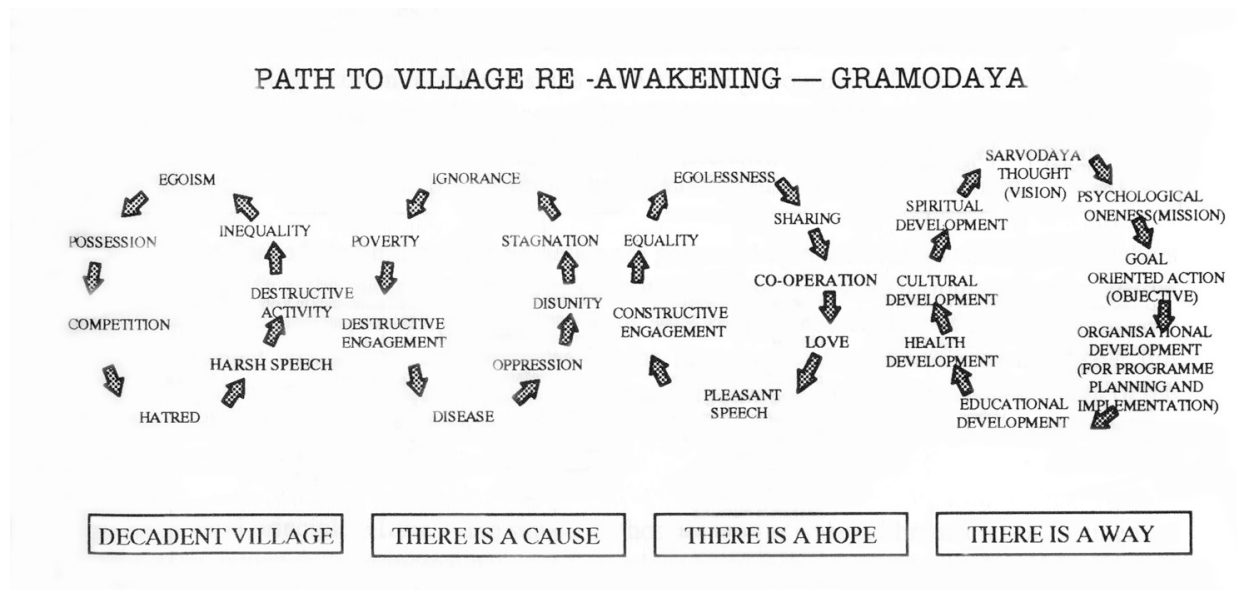 PATH TO VILLAGE RE -AWAKENING — GRAMODAYA
EGOISM
POSSESSION
COMPETITION
HATRED
HARSH SPEECH
DESTRUCTIVE
ACTIVITY
INEQUALITY
DECADENT VILLAGE
IGNORANCE
POVERTY
DESTRUCTIVE
ENGAGEMENT
DISEASE
OPPRESSION
DISUNITY
STAGNATION
THERE IS A CAUSE
EGOLESSNESS
SHARING
CO-OPERATION
LOVE
PLEASANT
SPEECH
CONSTRUCTIVE
ENGAGEMENT
EQUALITY
THERE IS A HOPE
SARVODAYA
THOUGHT
(VISION)
PSYCHOLOGICAL
ONENESS(MISSION)
GOAL
ORIENTED ACTION
(OBJECTIVE)
ORGANISATIONAL
DEVELOPMENT
(FOR PROGRAMME
PLANNING AND
IMPLEMENTATION)
EDUCATIONAL
DEVELOPMENT
HEALTH
DEVELOPMENT
CULTURAL
DEVELOPMENT
SPIRITUAL
DEVELOPMENT
THERE IS A WAY